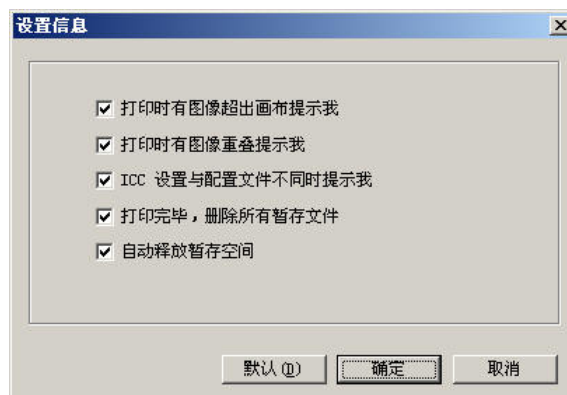 设置信息
打印时有图像超出画布提示我
打印时有图像重叠提示我
ICC 设置与配置文件不同时提示我
打印完毕，删除所有暂存文件
自动释放暂存空间
默认(D) 确定 取消